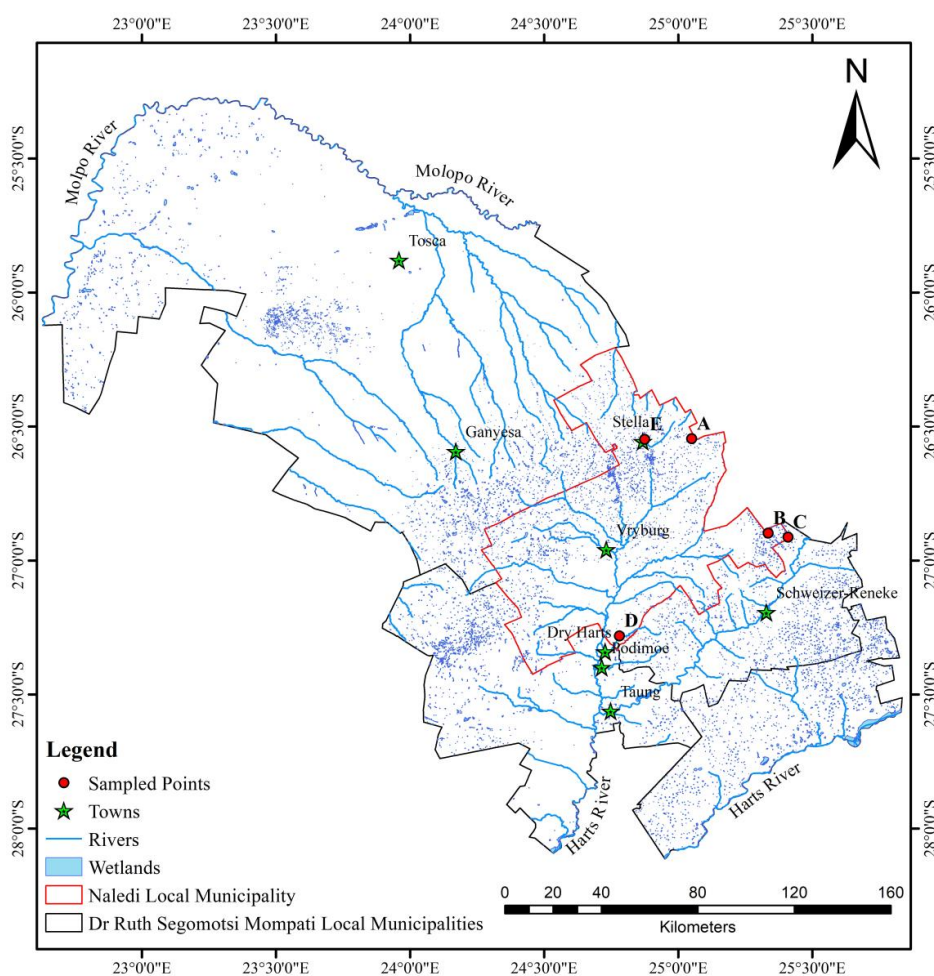 23°0'0"E 24°0'0"E 24°30'0"E 25°0'0"E 25°30'0"E
N
25°30'0"S
25°30'0"S
Molpo River
Molopo River
Tosca
26°0'0"S
26°0'0"S
26°30'0"S
26°30'0"S
Stella
E
A
Ganyesa
B
C
Vryburg
27°0'0"S
27°0'0"S
Schweizer-Reneke
D
Dry Harts
Podimoe
27°30'0"S
27°30'0"S
Taung
Harts River
Harts River
28°0'0"S
28°0'0"S
Legend
Sampled Points
Towns
Rivers
Wetlands
Naledi Local Municipality
Dr Ruth Segomotsi Mompati Local Municipalities
0 20 40 80 120 160
Kilometers
23°0'0"E 23°30'0"E 24°0'0"E 24°30'0"E 25°0'0"E 25°30'0"E